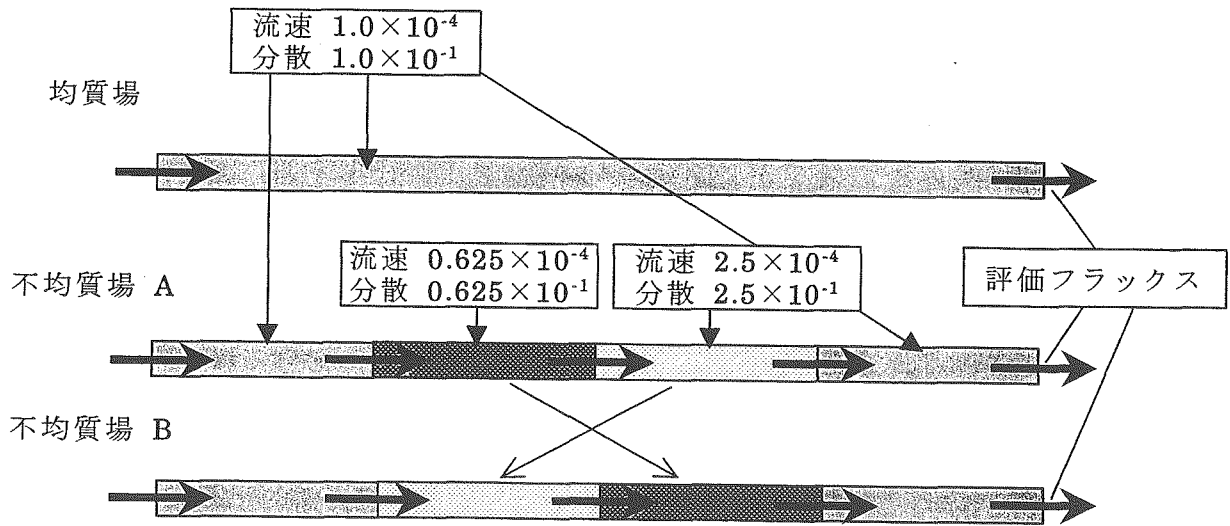 流速 1.0×10⁻⁴
分散 1.0×10⁻¹
均質場
流速 0.625×10⁻⁴
分散 0.625×10⁻¹
流速 2.5×10⁻⁴
分散 2.5×10⁻¹
不均質場 A
評価フラックス
不均質場 B